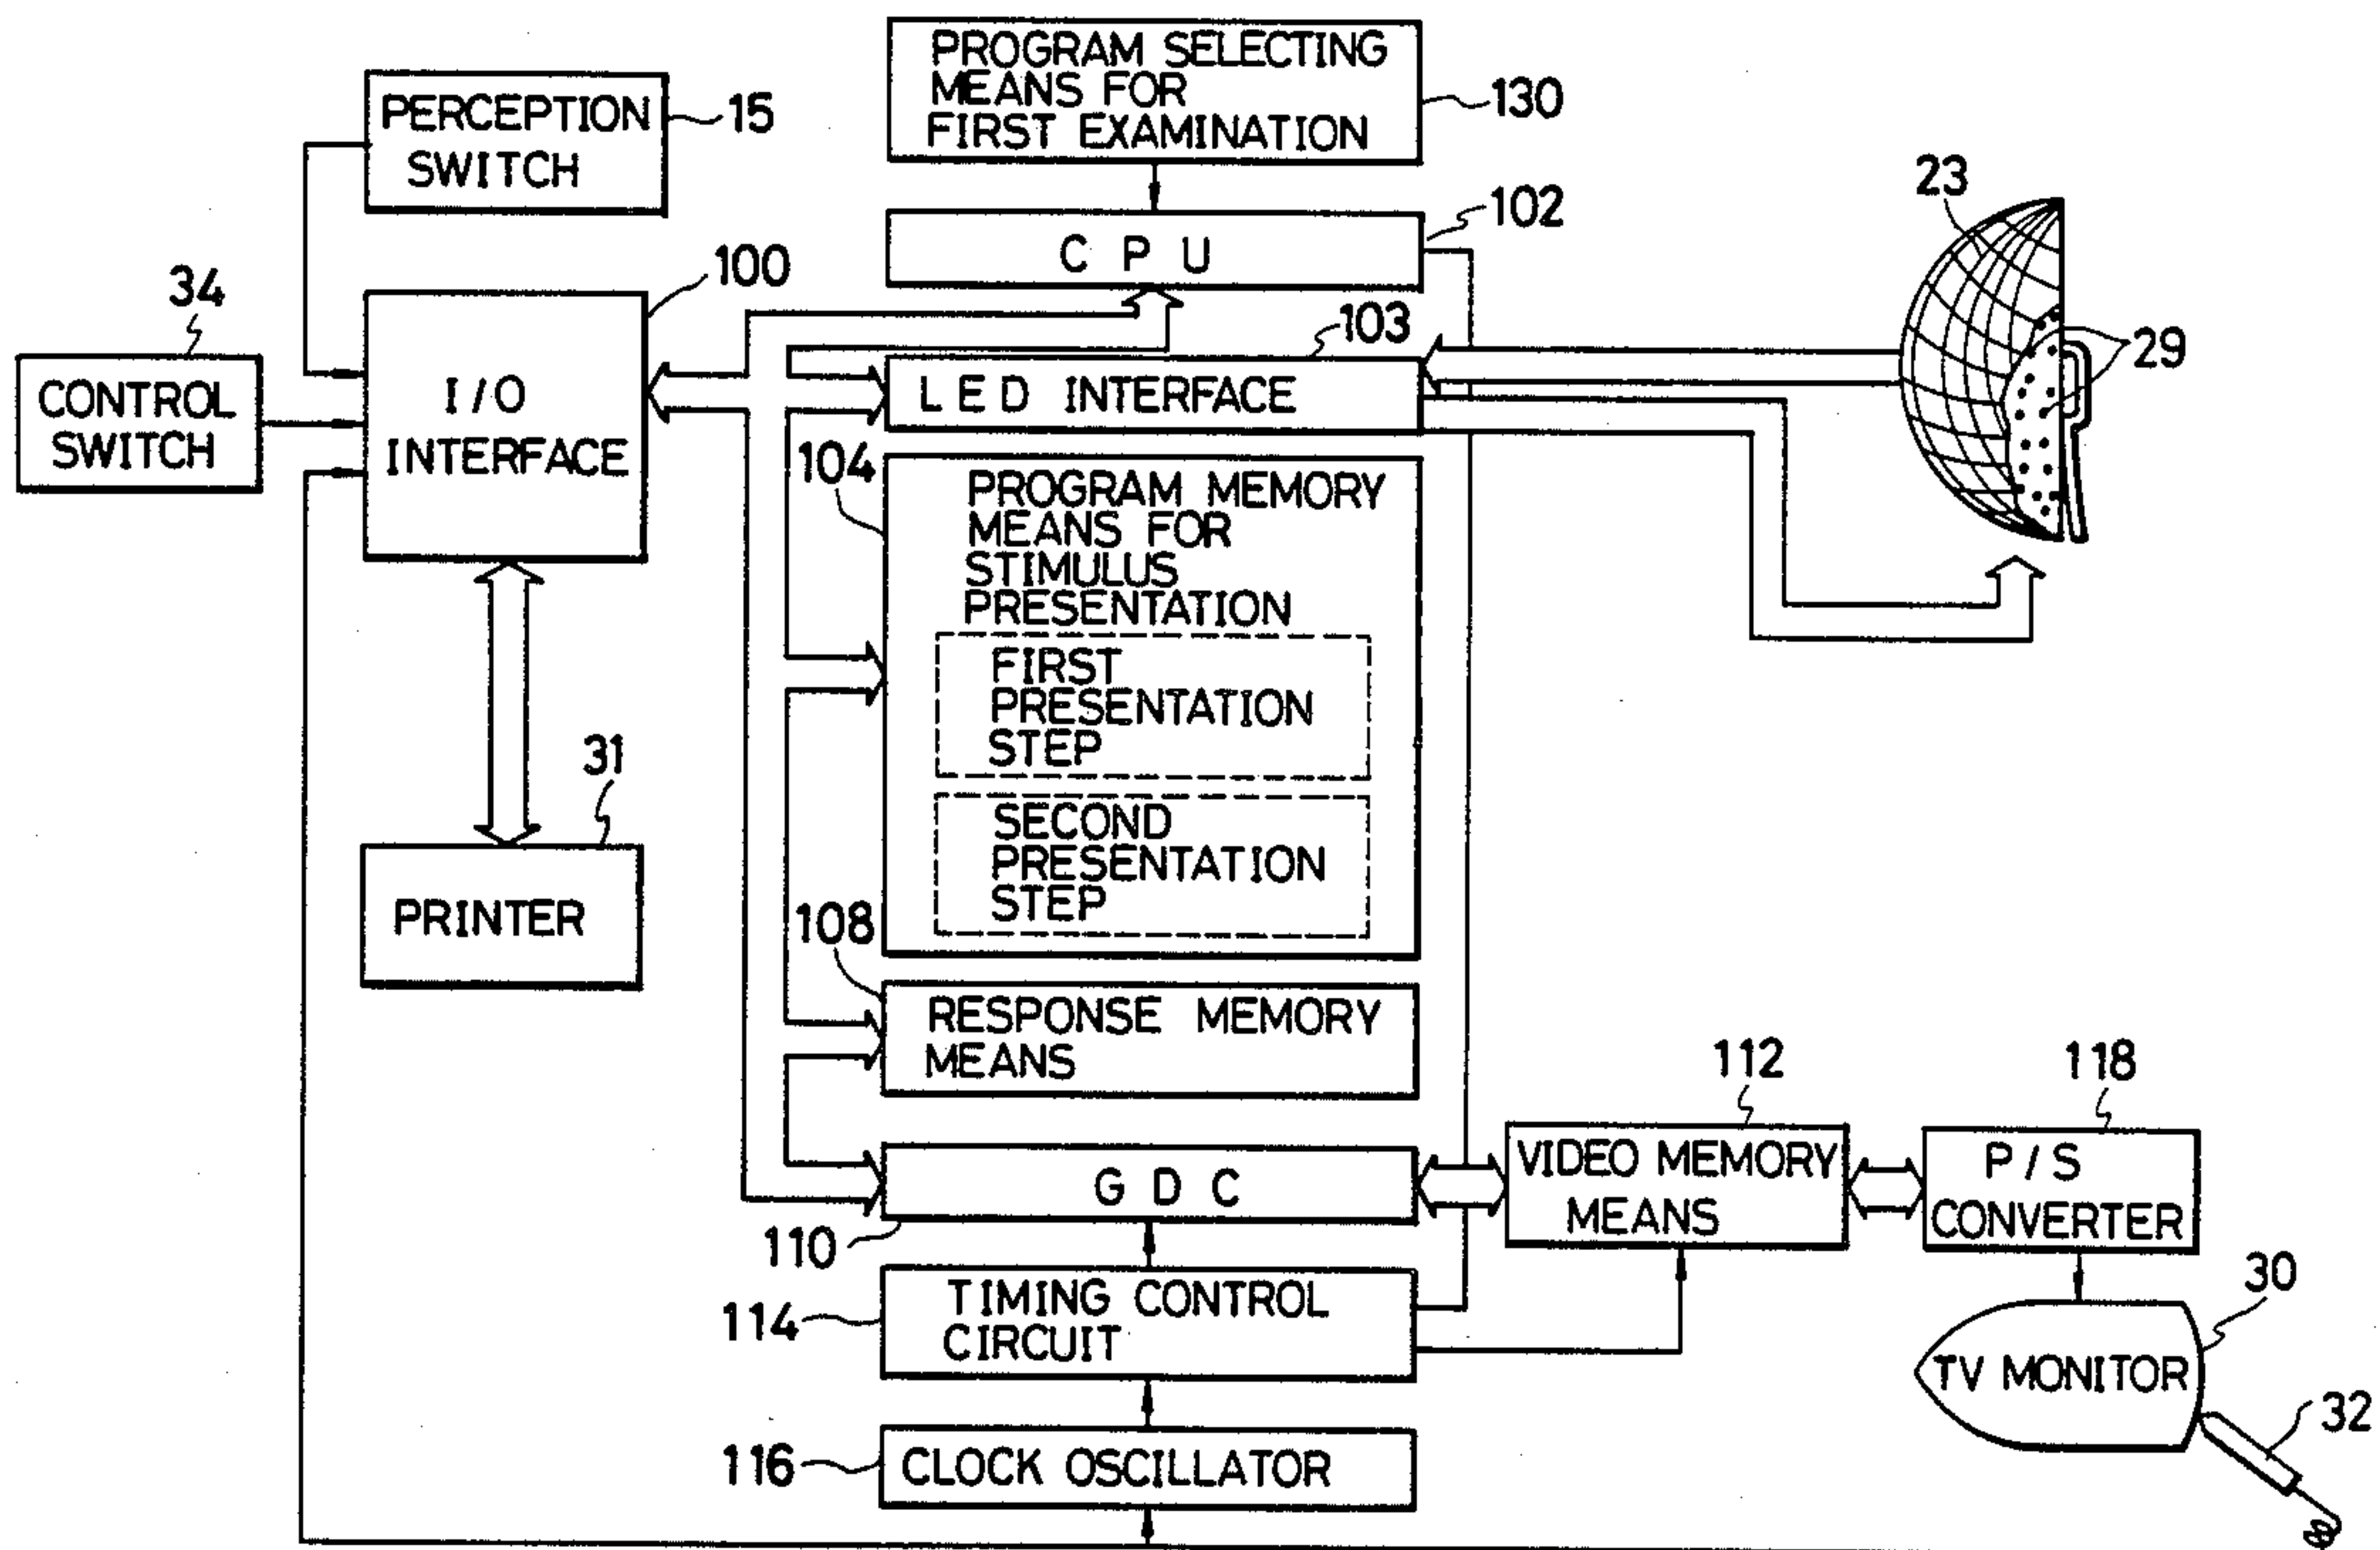 PROGRAM SELECTING
MEANS FOR
FIRST EXAMINATION
130
PERCEPTION
SWITCH
15
102
C P U
23
34
100
103
29
CONTROL
SWITCH
I/O
INTERFACE
LED INTERFACE
104
PROGRAM MEMORY
MEANS FOR
STIMULUS
PRESENTATION
FIRST
PRESENTATION
STEP
SECOND
PRESENTATION
STEP
31
PRINTER
108
RESPONSE MEMORY
MEANS
112
118
G D C
110
VIDEO MEMORY
MEANS
P/S
CONVERTER
114
TIMING CONTROL
CIRCUIT
30
TV MONITOR
32
116
CLOCK OSCILLATOR